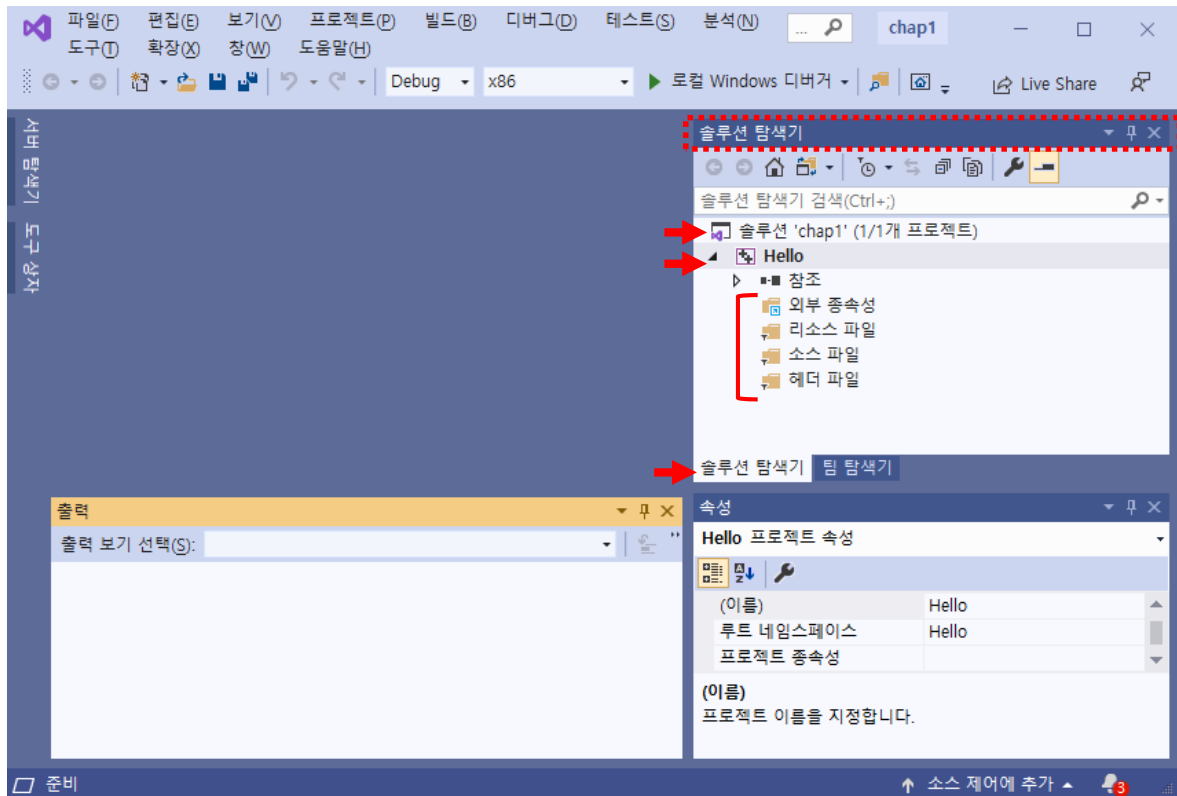 파일(F) 편집(E) 보기(V) 프로젝트(P) 빌드(B) 디버그(D) 테스트(S) 분석(N) ... chap1
도구(T) 확장(X) 창(W) 도움말(H)
Debug x86 로컬 Windows 디버거 Live Share
서버 탐색기
도구 상자
솔루션 탐색기
솔루션 탐색기 검색(Ctrl+;)
솔루션 'chap1' (1/1개 프로젝트)
Hello
참조
외부 종속성
리소스 파일
소스 파일
헤더 파일
솔루션 탐색기 팀 탐색기
출력
출력 보기 선택(S):
속성
Hello 프로젝트 속성
(이름) Hello
루트 네임스페이스 Hello
프로젝트 종속성
(이름)
프로젝트 이름을 지정합니다.
준비 소스 제어에 추가 3